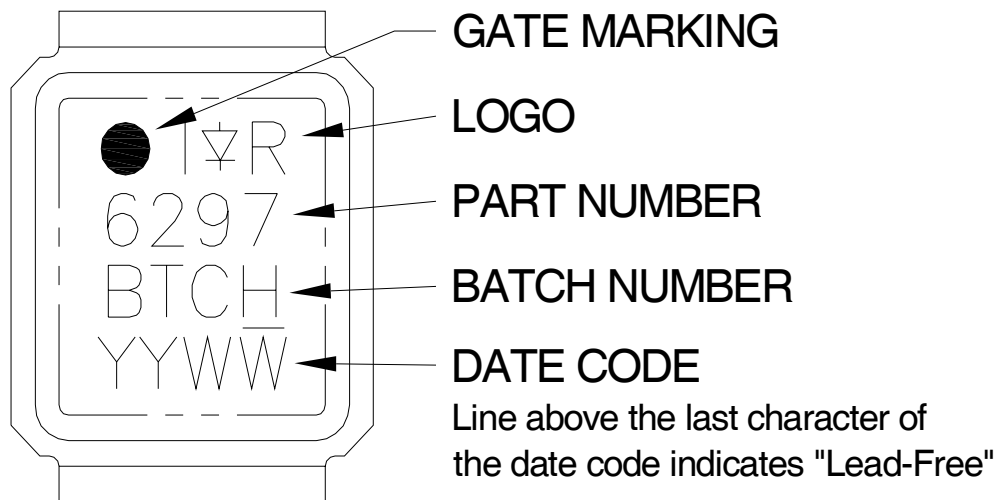 GATE MARKING
I R
LOGO
6297
PART NUMBER
BTCH
BATCH NUMBER
YYWW
DATE CODE
Line above the last character of
the date code indicates "Lead-Free"